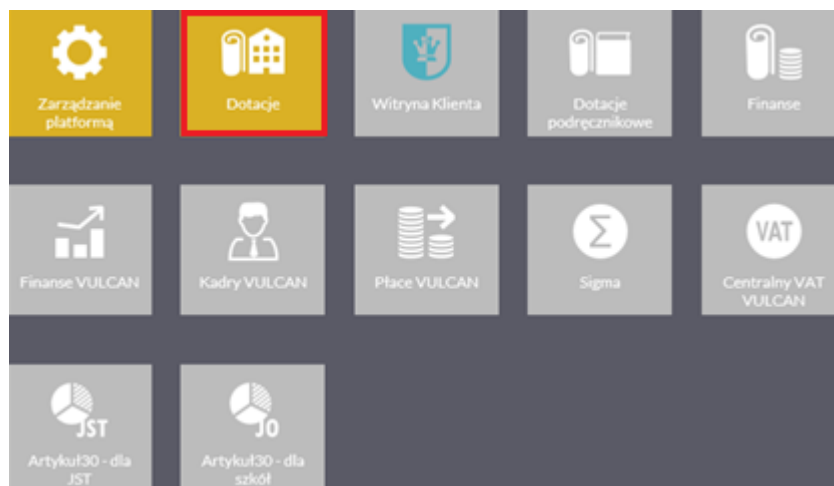 Zarządzanie
platformą
Dotacje
Witryna Klienta
Dotacje
podręcznikowe
Finanse
Finanse VULCAN
Kadry VULCAN
Płace VULCAN
Σ
Sigma
VAT
Centralny VAT
VULCAN
JST
Artykuł30 - dla
JST
JO
Artykuł30 - dla
szkół